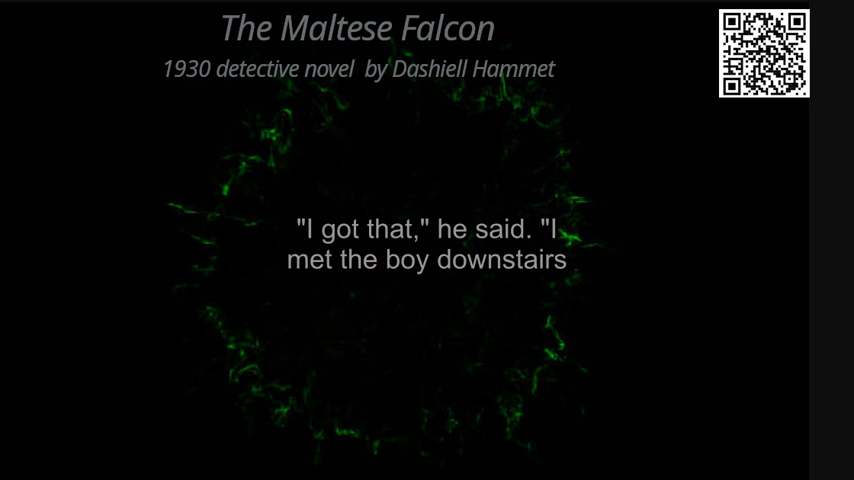 The Maltese Falcon
1930 detective novel by Dashiell Hammet
"I got that," he said. "I
met the boy downstairs